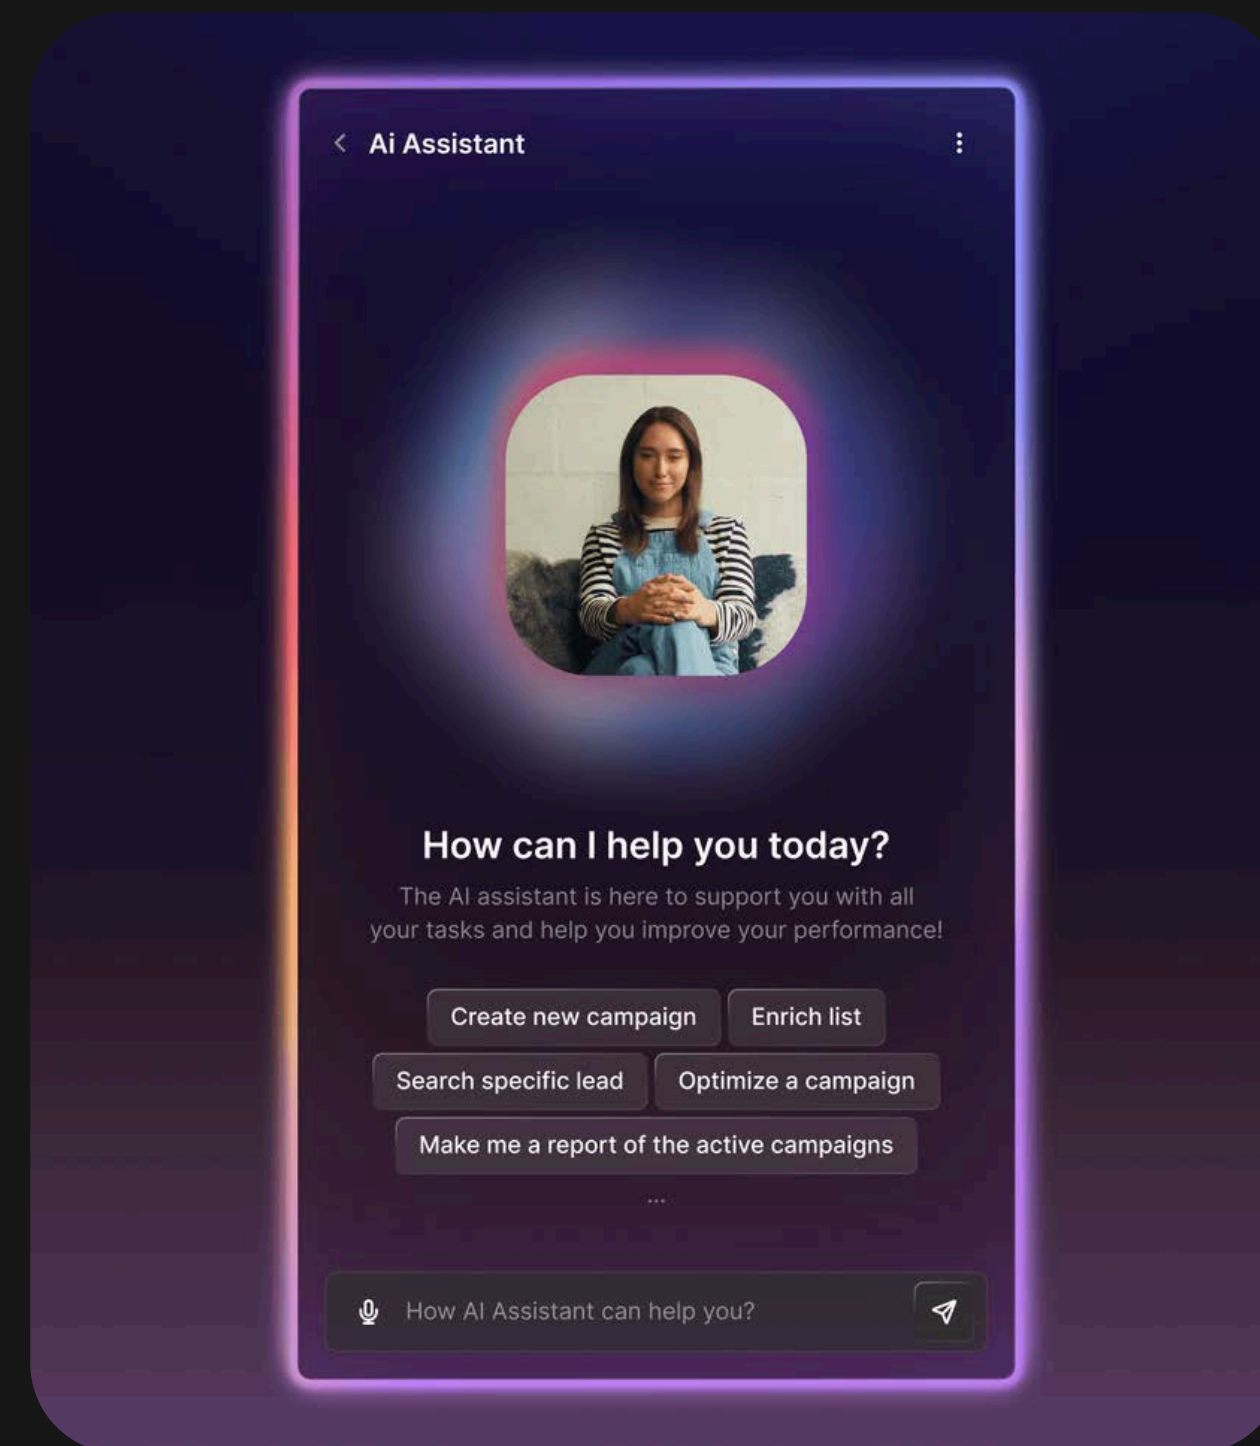 Ai Assistant
How can I help you today?
The AI assistant is here to support you with all
your tasks and help you improve your performance!
Create new campaign
Enrich list
Search specific lead
Optimize a campaign
Make me a report of the active campaigns
...
How AI Assistant can help you?